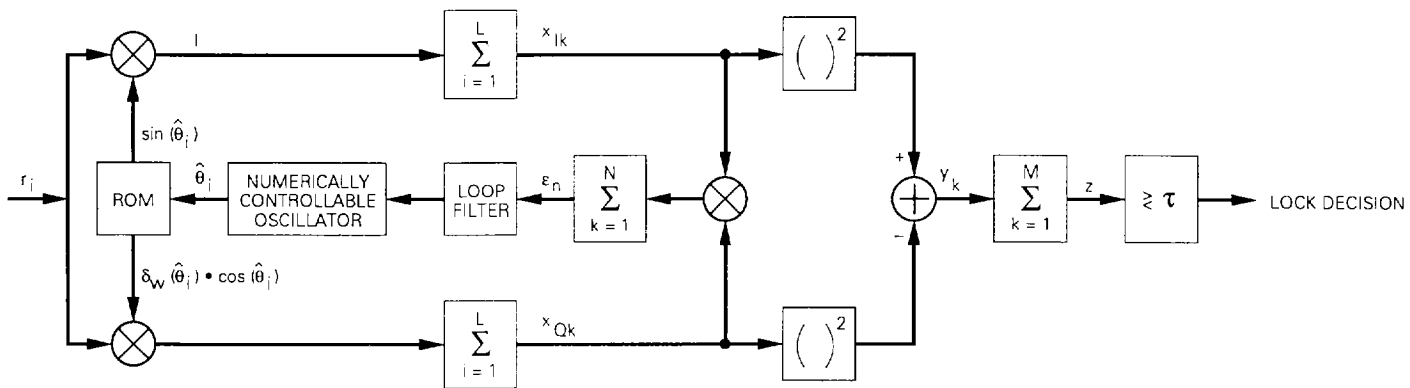 I
L
∑
i = 1
x_Ik
( )²
sin (θ̂_i)
r_i
ROM
θ̂_i
NUMERICALLY
CONTROLLABLE
OSCILLATOR
LOOP
FILTER
ε_n
N
∑
k = 1
+
−
y_k
M
∑
k = 1
z
≷ τ
LOCK DECISION
δ_W (θ̂_i) • cos (θ̂_i)
L
∑
i = 1
x_Qk
( )²